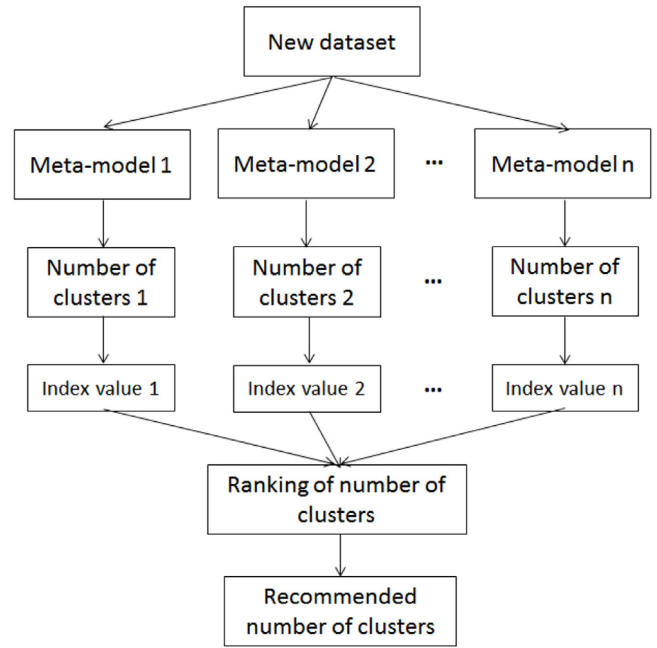 New dataset
Meta-model 1
Meta-model 2
...
Meta-model n
Number of
clusters 1
Number of
clusters 2
...
Number of
clusters n
Index value 1
Index value 2
...
Index value n
Ranking of number of
clusters
Recommended
number of clusters